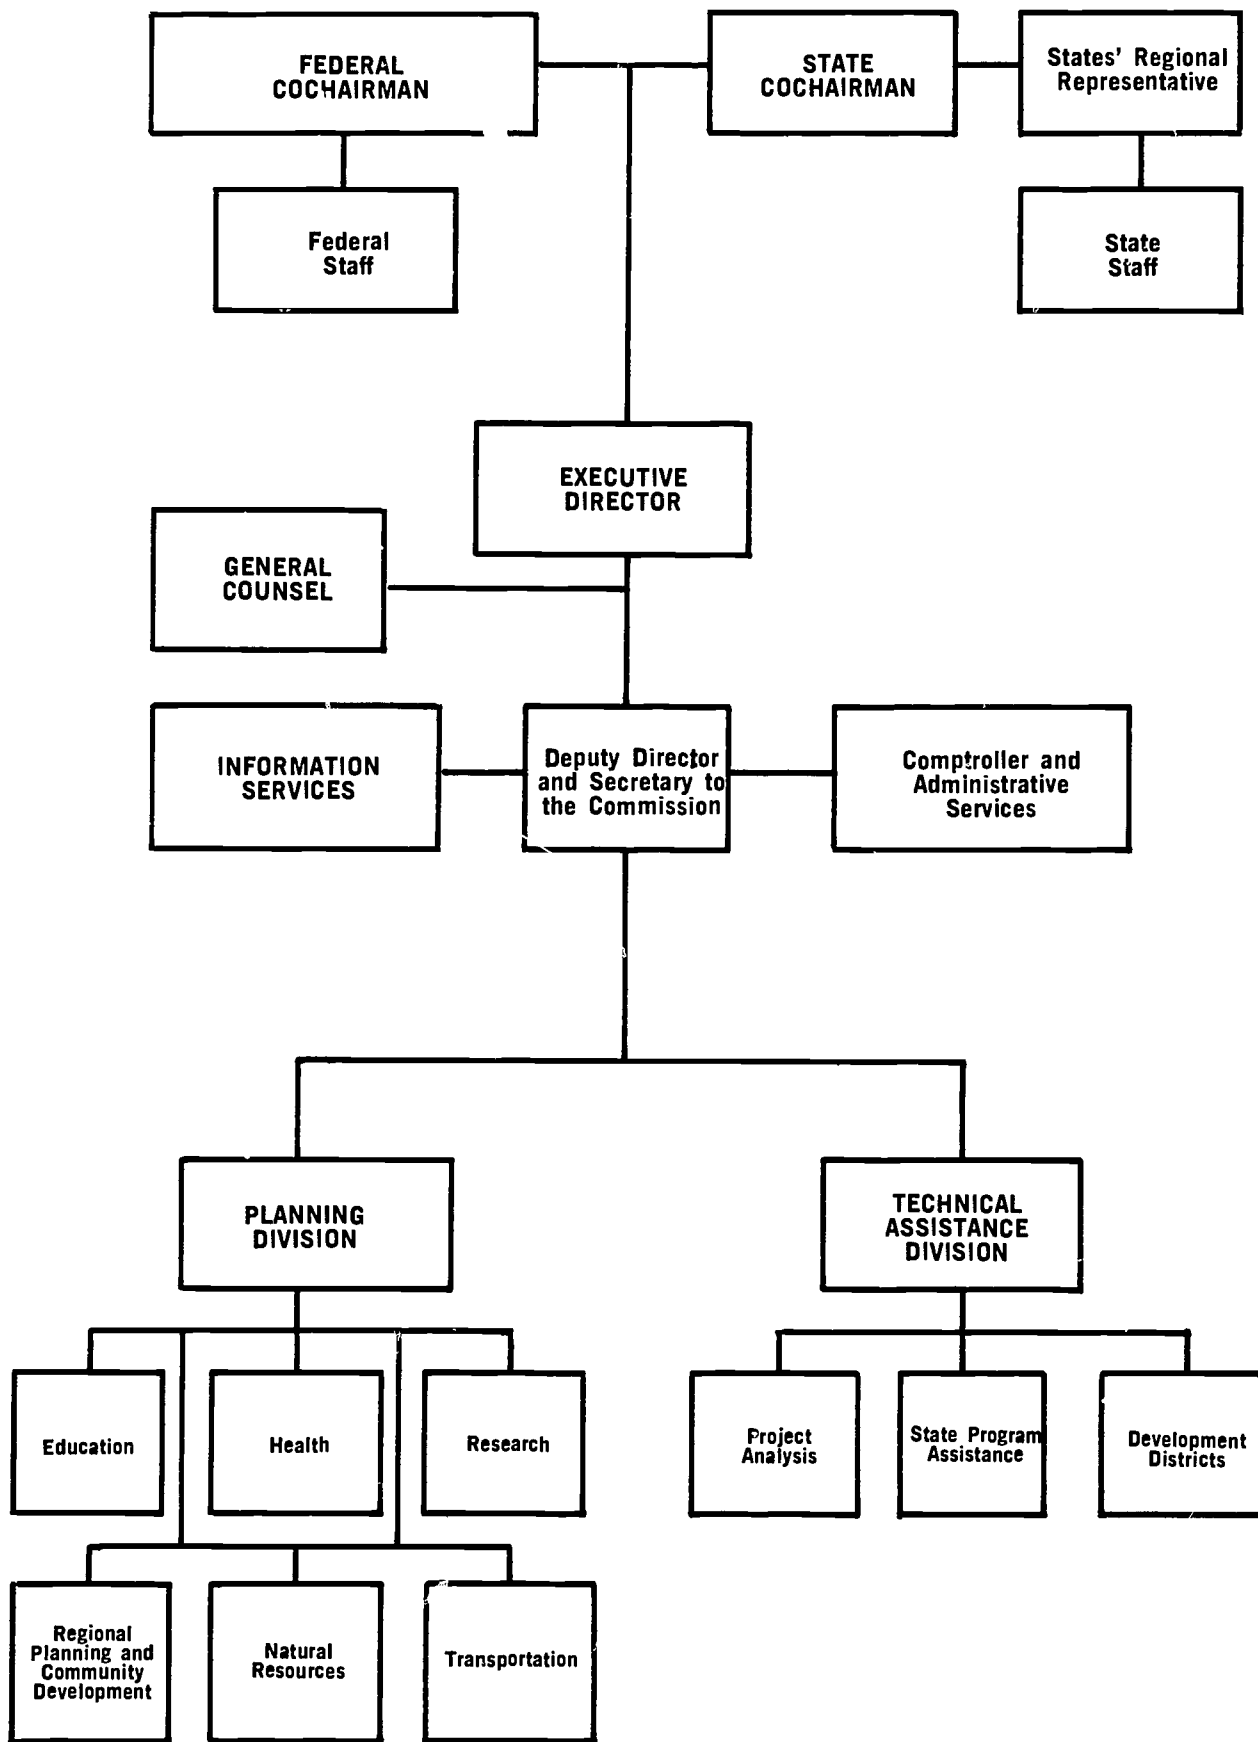 FEDERAL
COCHAIRMAN
STATE
COCHAIRMAN
States' Regional
Representative
Federal
Staff
State
Staff
EXECUTIVE
DIRECTOR
GENERAL
COUNSEL
INFORMATION
SERVICES
Deputy Director
and Secretary to
the Commission
Comptroller and
Administrative
Services
PLANNING
DIVISION
TECHNICAL
ASSISTANCE
DIVISION
Education
Health
Research
Project
Analysis
State Program
Assistance
Development
Districts
Regional
Planning and
Community
Development
Natural
Resources
Transportation